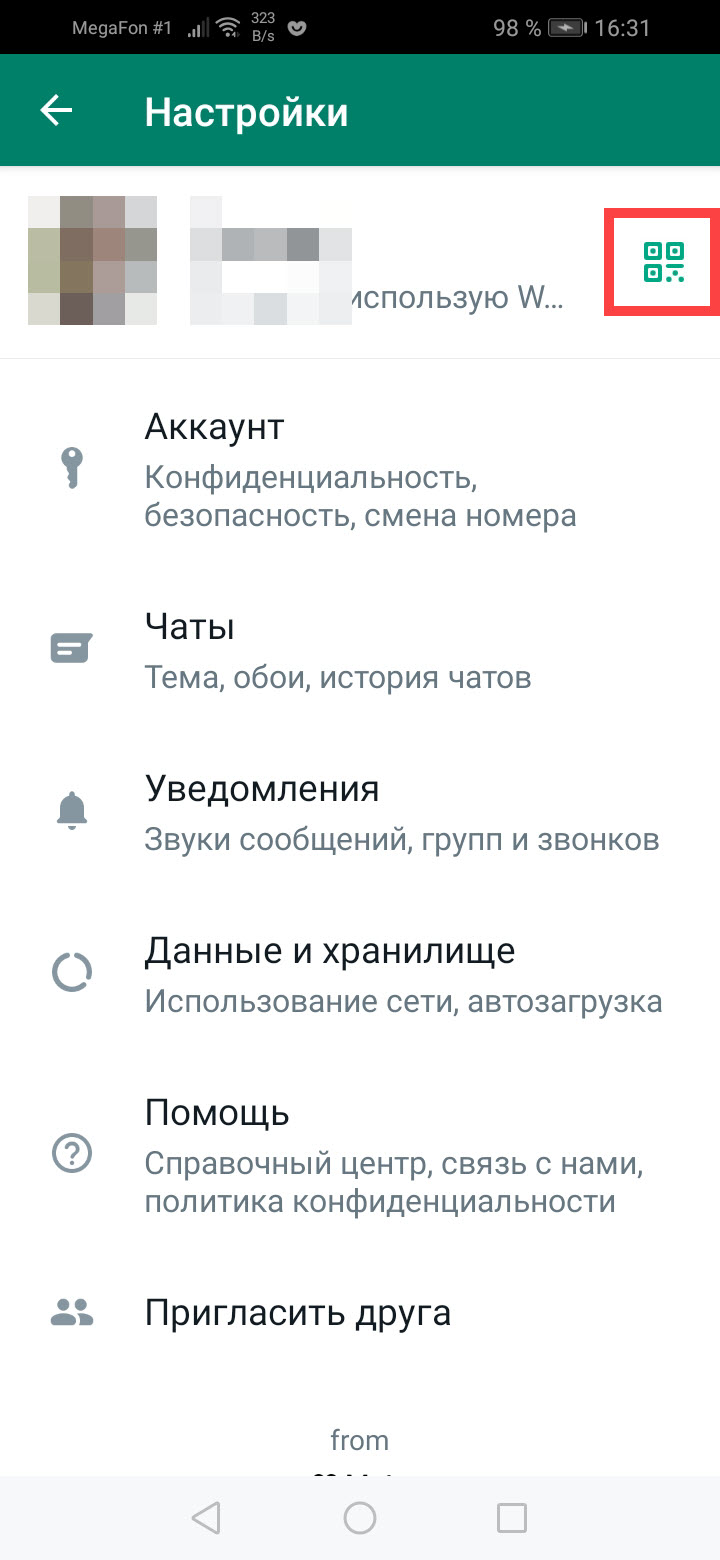 MegaFon #1 323 B/s 98 % 16:31
Настройки
использую W...
Аккаунт
Конфиденциальность,
безопасность, смена номера
Чаты
Тема, обои, история чатов
Уведомления
Звуки сообщений, групп и звонков
Данные и хранилище
Использование сети, автозагрузка
Помощь
Справочный центр, связь с нами,
политика конфиденциальности
Пригласить друга
from